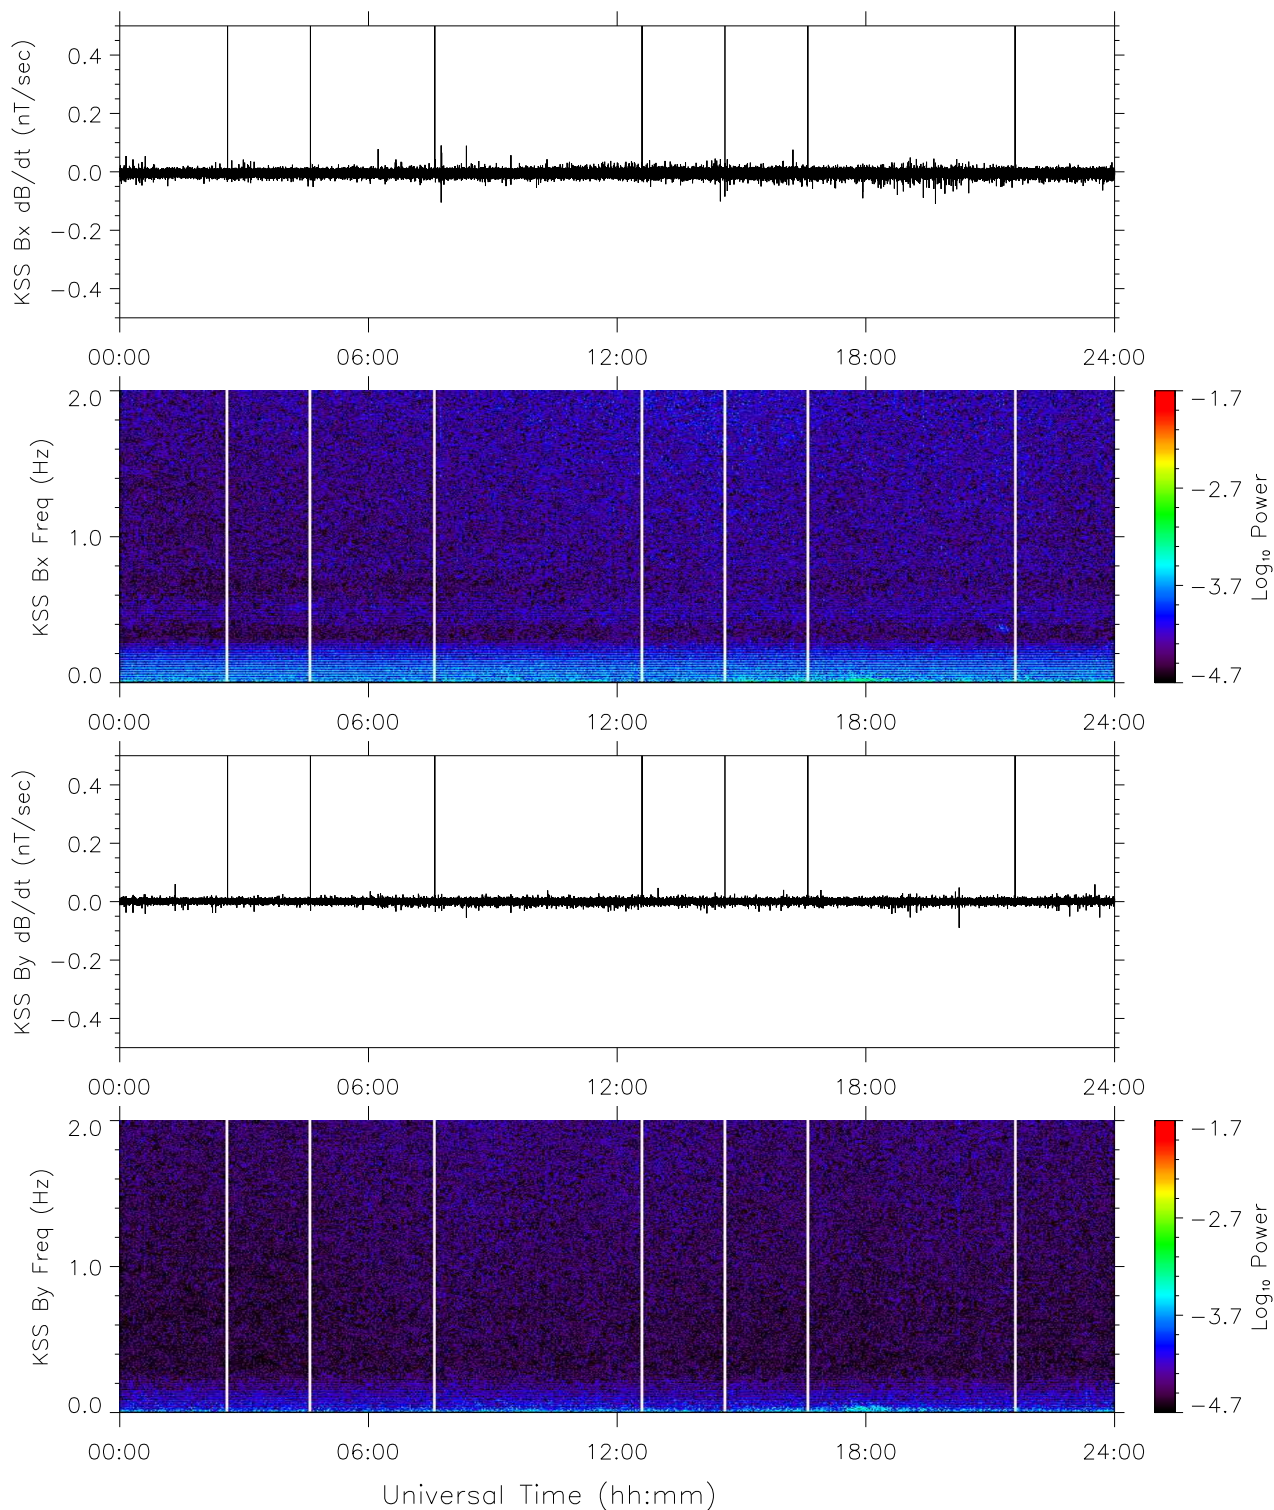 KSS Bx dB/dt (nT/sec)
0.4
0.2
0.0
−0.2
−0.4
00:00 06:00 12:00 18:00 24:00
KSS Bx Freq (Hz)
2.0
1.0
0.0
−1.7
−2.7
−3.7
−4.7
Log₁₀ Power
00:00 06:00 12:00 18:00 24:00
KSS By dB/dt (nT/sec)
0.4
0.2
0.0
−0.2
−0.4
00:00 06:00 12:00 18:00 24:00
KSS By Freq (Hz)
2.0
1.0
0.0
−1.7
−2.7
−3.7
−4.7
Log₁₀ Power
00:00 06:00 12:00 18:00 24:00
Universal Time (hh:mm)